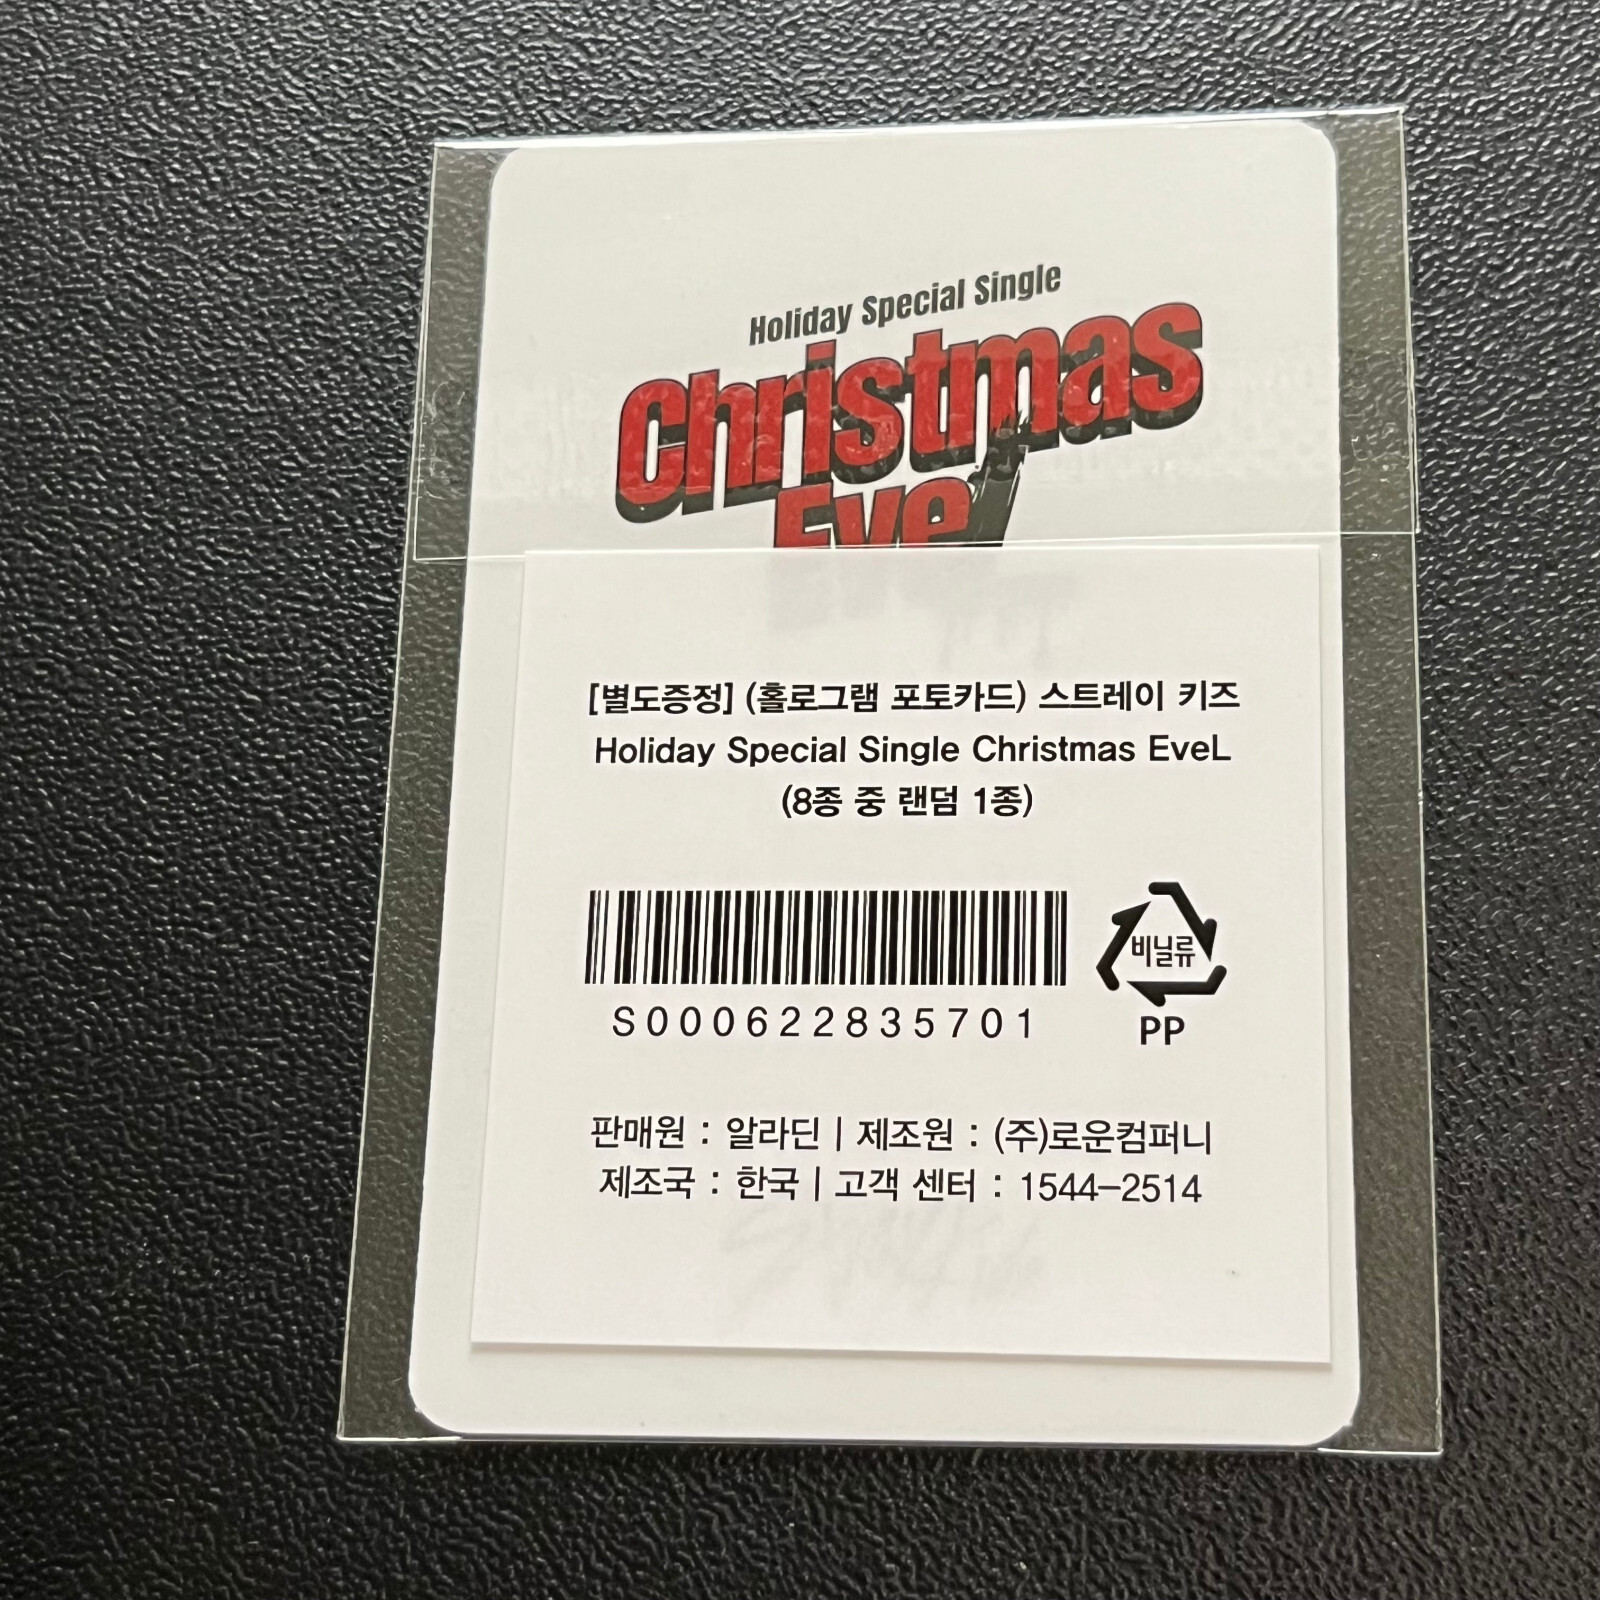 Holiday Special Single
Christmas
Eve
[별도증정] (홀로그램 포토카드) 스트레이 키즈
Holiday Special Single Christmas EveL
(8종 중 랜덤 1종)
비닐류
S000622835701
PP
판매원 : 알라딘 | 제조원 : (주)로운컴퍼니
제조국 : 한국 | 고객 센터 : 1544-2514